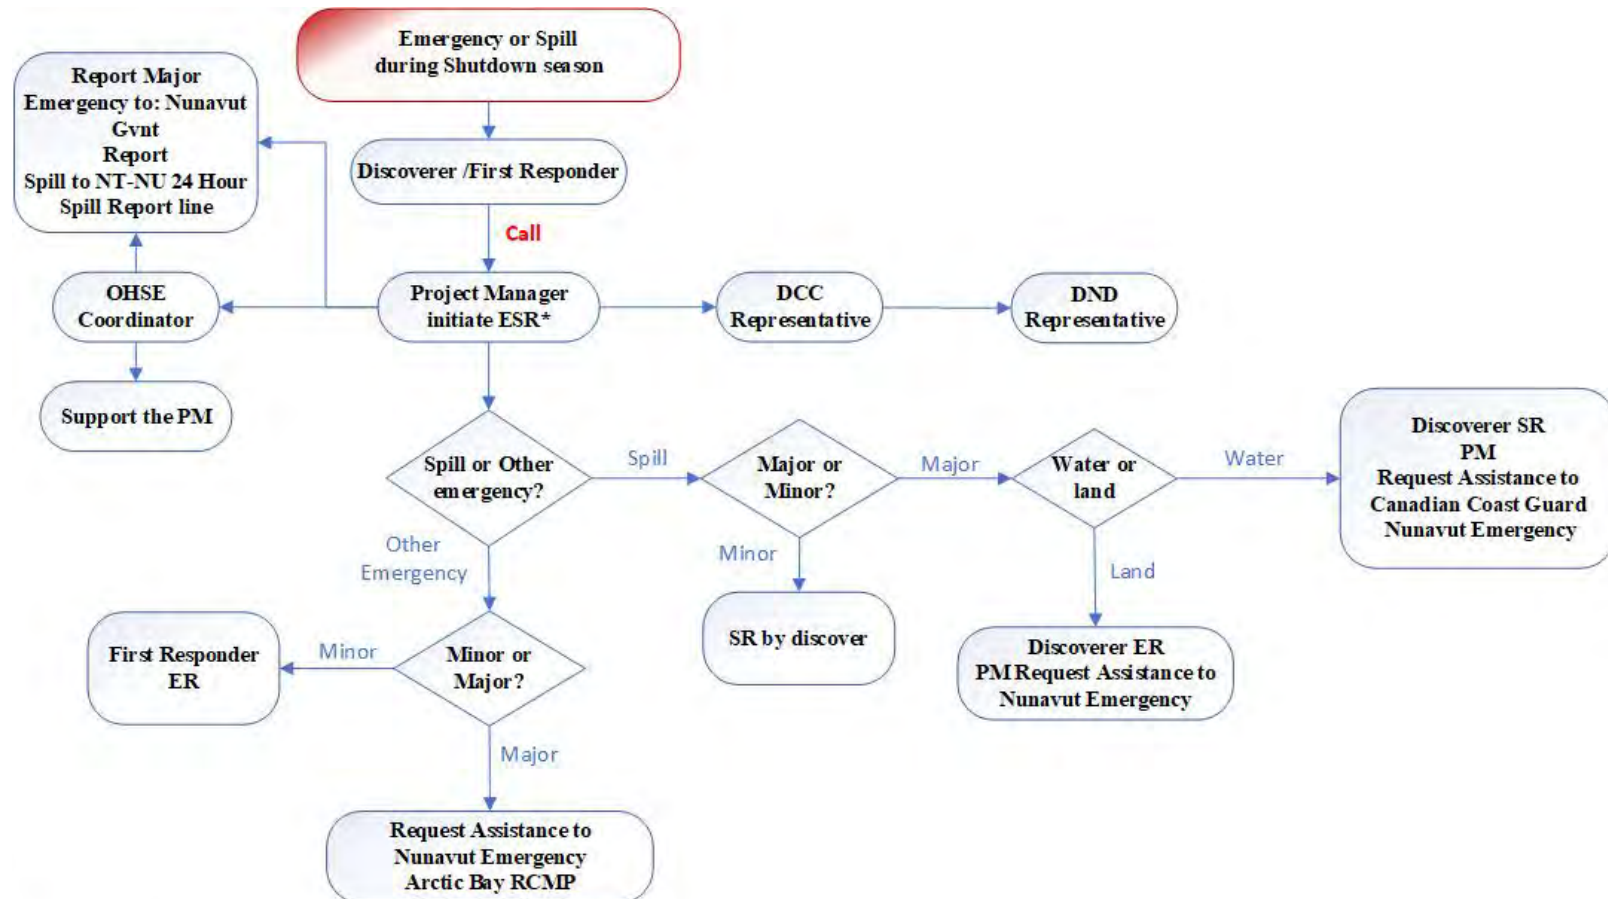 Emergency or Spill
during Shutdown season
Report Major
Emergency to: Nunavut
Gvnt
Report
Spill to NT-NU 24 Hour
Spill Report line
Discoverer /First Responder
Call
OHSE
Coordinator
Project Manager
initiate ESR*
DCC
Representative
DND
Representative
Support the PM
Spill or Other
emergency?
Spill
Major or
Minor?
Major
Water or
land
Water
Discoverer SR
PM
Request Assistance to
Canadian Coast Guard
Nunavut Emergency
Other
Emergency
Minor
Land
SR by discover
Discoverer ER
PM Request Assistance to
Nunavut Emergency
First Responder
ER
Minor
Minor or
Major?
Major
Request Assistance to
Nunavut Emergency
Arctic Bay RCMP